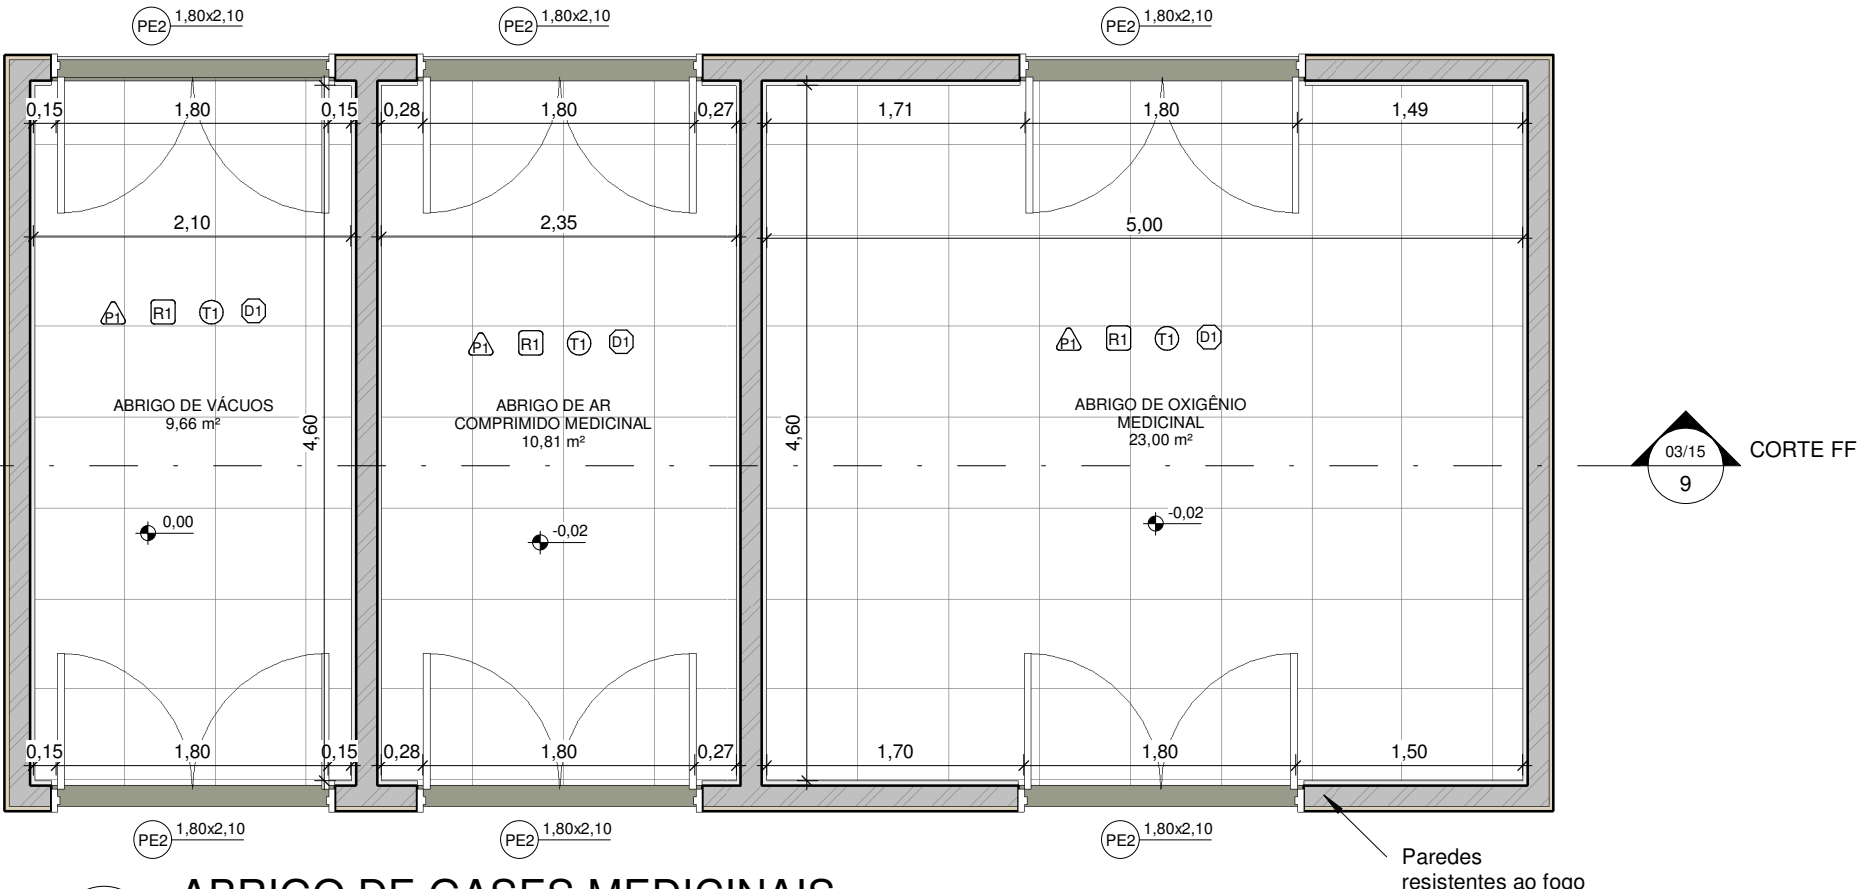 PE2 1,80x2,10 PE2 1,80x2,10 PE2 1,80x2,10
0,15 1,80 0,15 0,28 1,80 0,27 1,71 1,80 1,49
2,10 2,35 5,00
P1 R1 T1 D1
P1 R1 T1 D1
P1 R1 T1 D1
ABRIGO DE VÁCUOS
9,66 m²
4,60
ABRIGO DE AR
COMPRIMIDO MEDICINAL
10,81 m²
4,60
ABRIGO DE OXIGÊNIO
MEDICINAL
23,00 m²
03/15
9
CORTE FF
0,00
-0,02
-0,02
0,15 1,80 0,15 0,28 1,80 0,27 1,70 1,80 1,50
PE2 1,80x2,10 PE2 1,80x2,10 PE2 1,80x2,10
Paredes
resistentes ao fogo
ABRIGO DE GASES MEDICINAIS